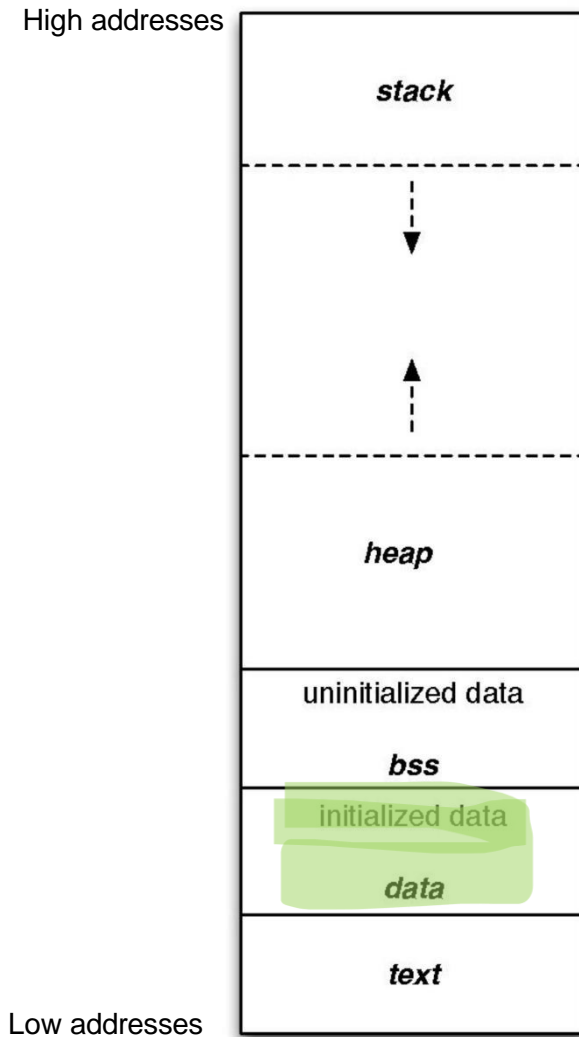 High addresses
stack
heap
uninitialized data
bss
initialized data
data
text
Low addresses